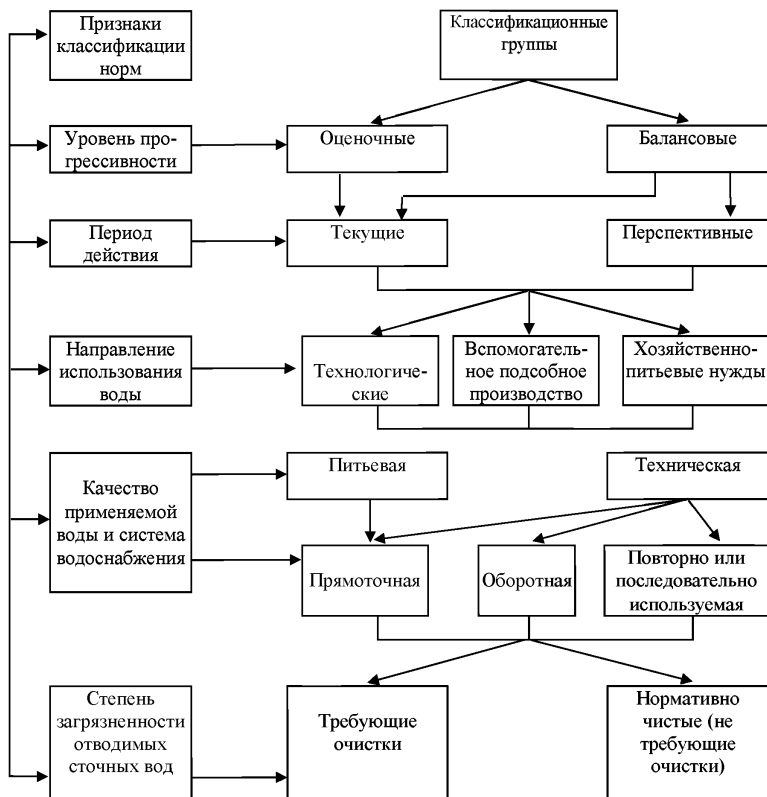 Признаки
классификации
норм
Классификационные
группы
Уровень про-
грессивности
Оценочные
Балансовые
Период
действия
Текущие
Перспективные
Направление
использования
воды
Технологиче-
ские
Вспомогатель-
ное подсобное
производство
Хозяйственно-
питьевые нужды
Качество
применяемой
воды и система
водоснабжения
Питьевая
Техническая
Прямоточная
Оборотная
Повторно или
последовательно
используемая
Степень
загрязненности
отводимых
сточных вод
Требующие
очистки
Нормативно
чистые (не
требующие
очистки)